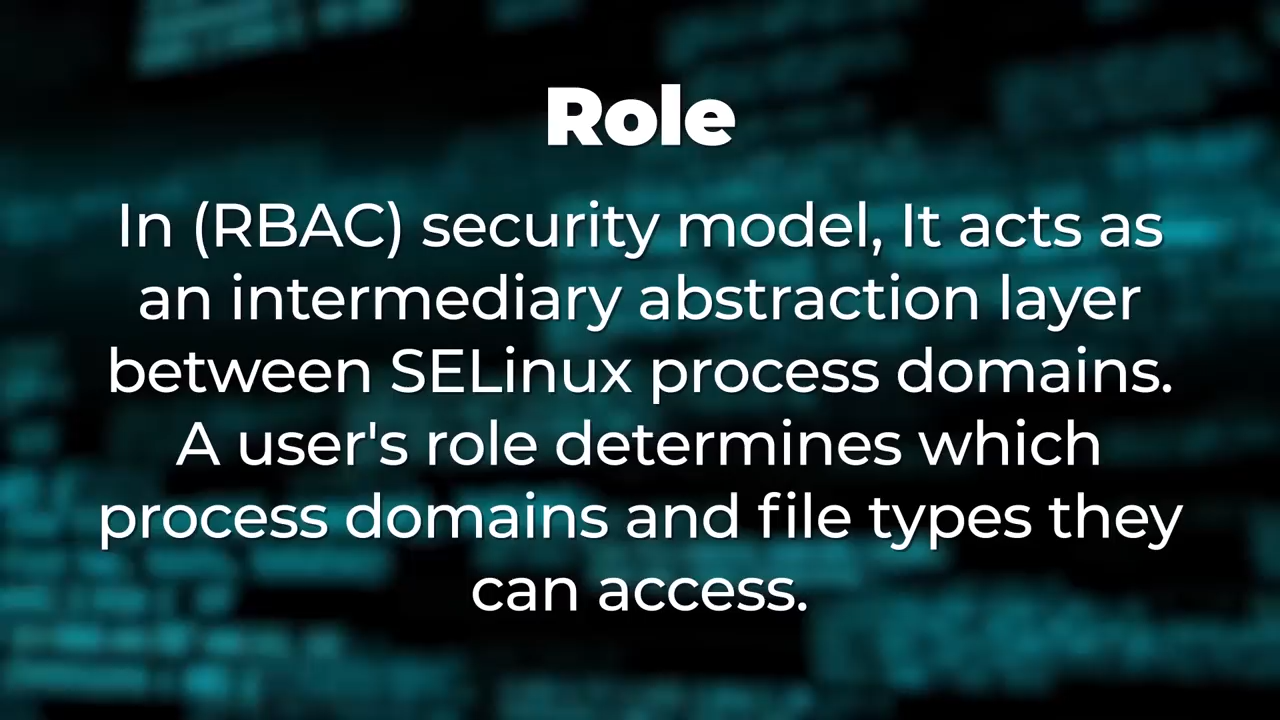 Role
In (RBAC) security model, It acts as
an intermediary abstraction layer
between SELinux process domains.
A user's role determines which
process domains and file types they
can access.